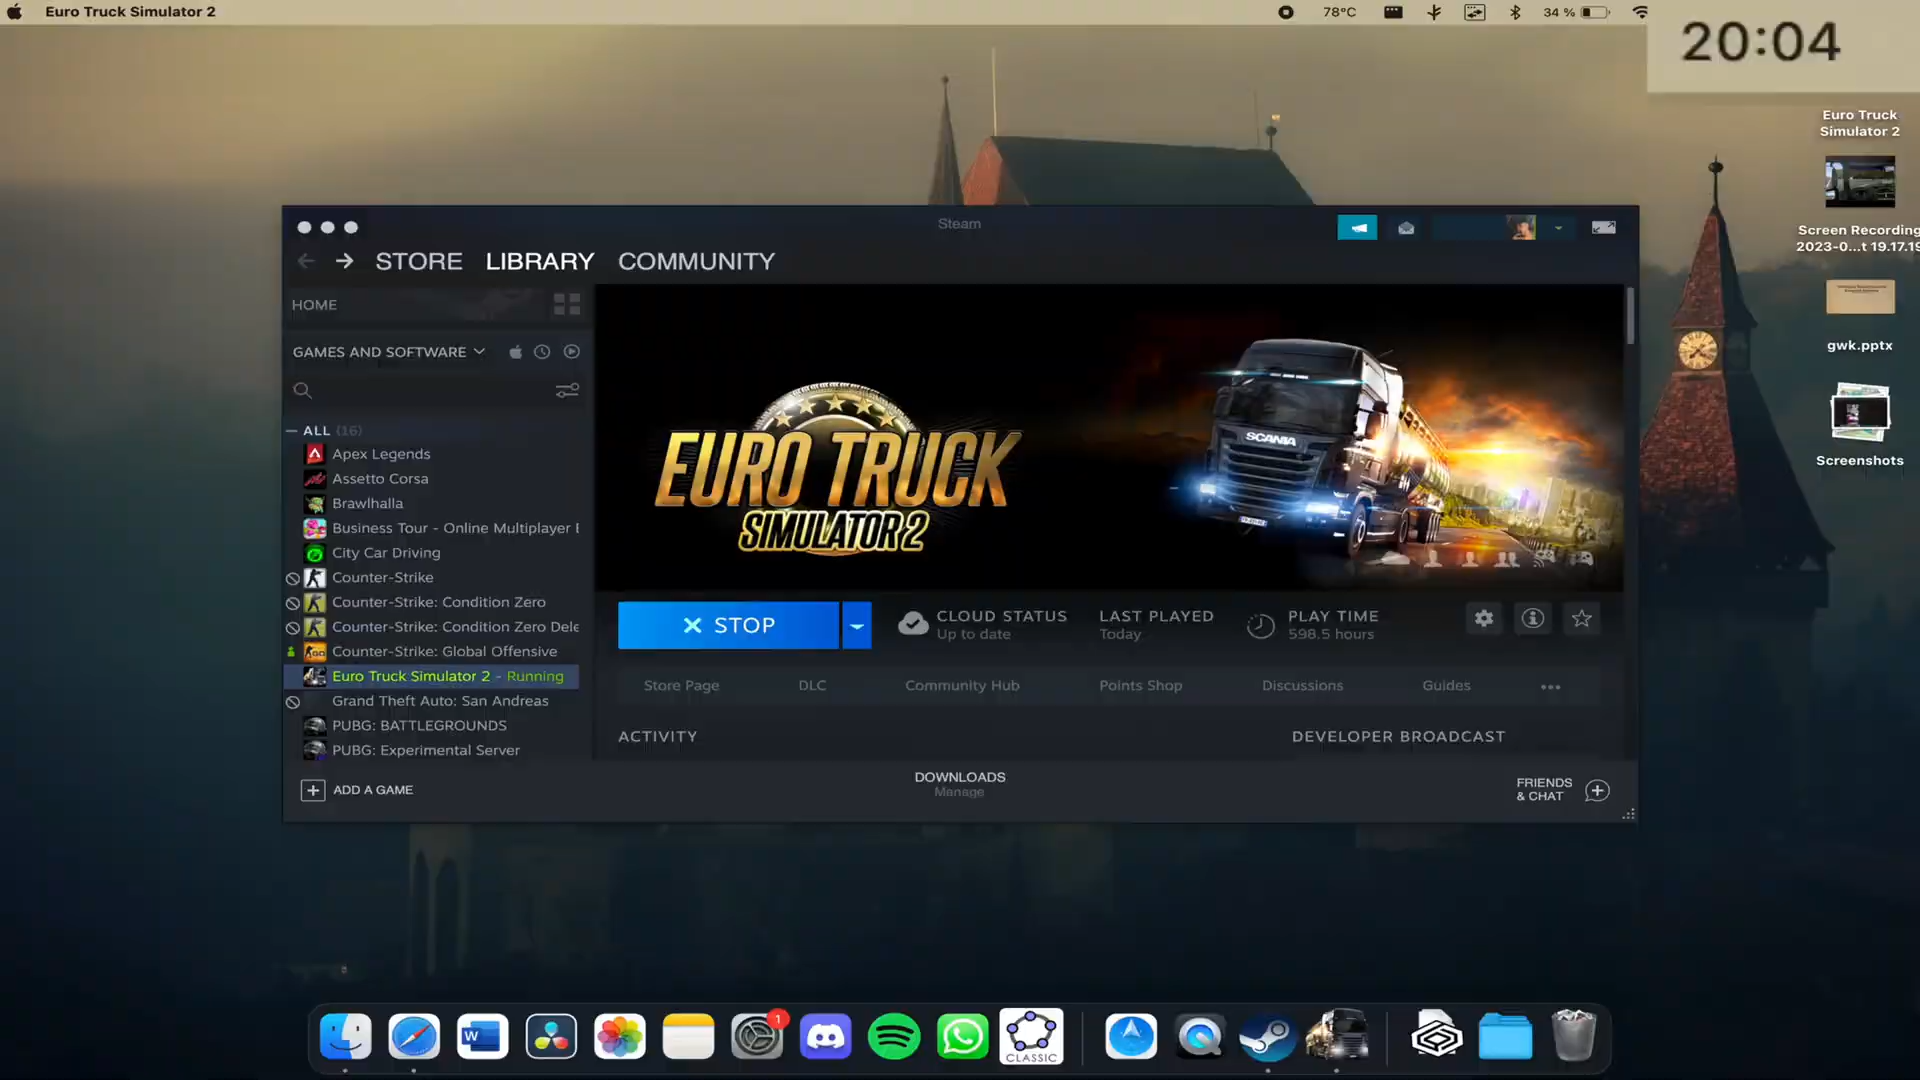 Euro Truck Simulator 2
78°C
34 %
20:04
Euro Truck
Simulator 2
Screen Recording
2023-0...t 19.17.19
gwk.pptx
Screenshots
Steam
STORE
LIBRARY
COMMUNITY
HOME
GAMES AND SOFTWARE
ALL (16)
Apex Legends
Assetto Corsa
Brawlhalla
Business Tour - Online Multiplayer
City Car Driving
Counter-Strike
Counter-Strike: Condition Zero
Counter-Strike: Condition Zero Dele
Counter-Strike: Global Offensive
Euro Truck Simulator 2 - Running
Grand Theft Auto: San Andreas
PUBG: BATTLEGROUNDS
PUBG: Experimental Server
EURO TRUCK
SIMULATOR 2
SCANIA
STOP
CLOUD STATUS
Up to date
LAST PLAYED
Today
PLAY TIME
598.5 hours
Store Page
DLC
Community Hub
Points Shop
Discussions
Guides
ACTIVITY
DEVELOPER BROADCAST
ADD A GAME
DOWNLOADS
Manage
FRIENDS
& CHAT
W
1
CLASSIC